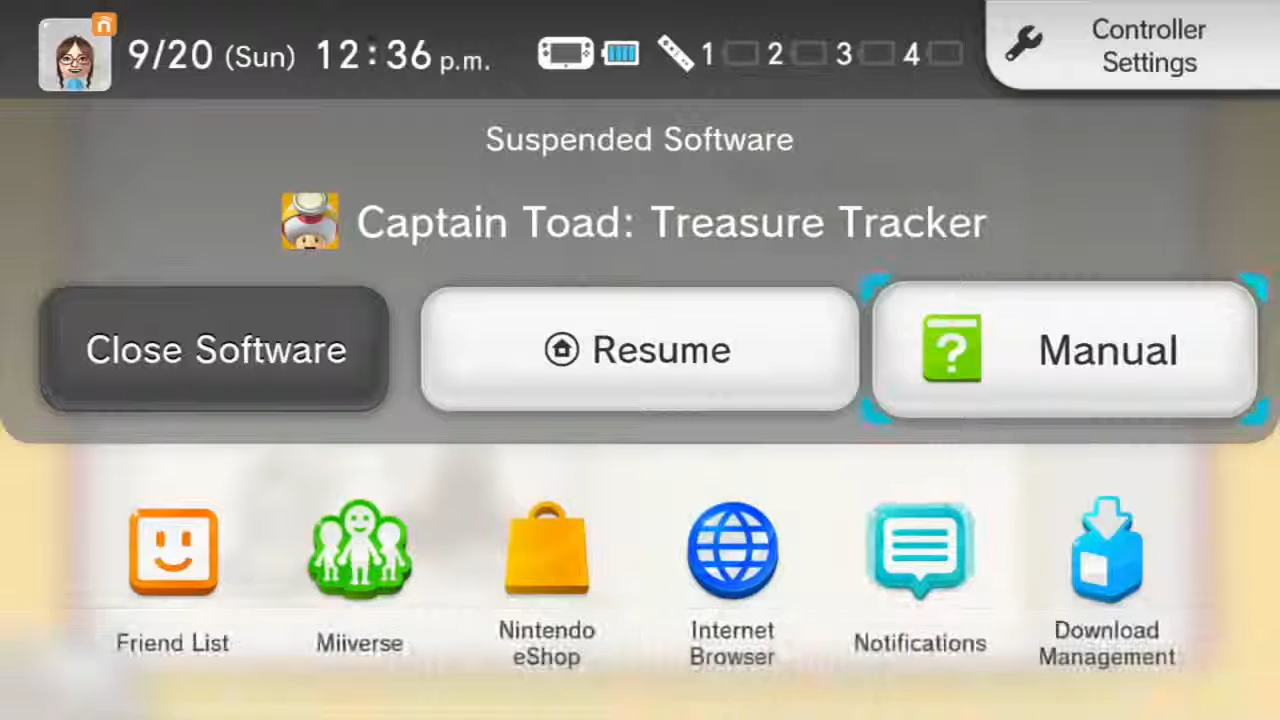 9/20 (Sun) 12:36 p.m. 1 2 3 4
Controller
Settings
Suspended Software
Captain Toad: Treasure Tracker
Close Software
Resume
? Manual
Friend List
Miiverse
Nintendo
eShop
Internet
Browser
Notifications
Download
Management